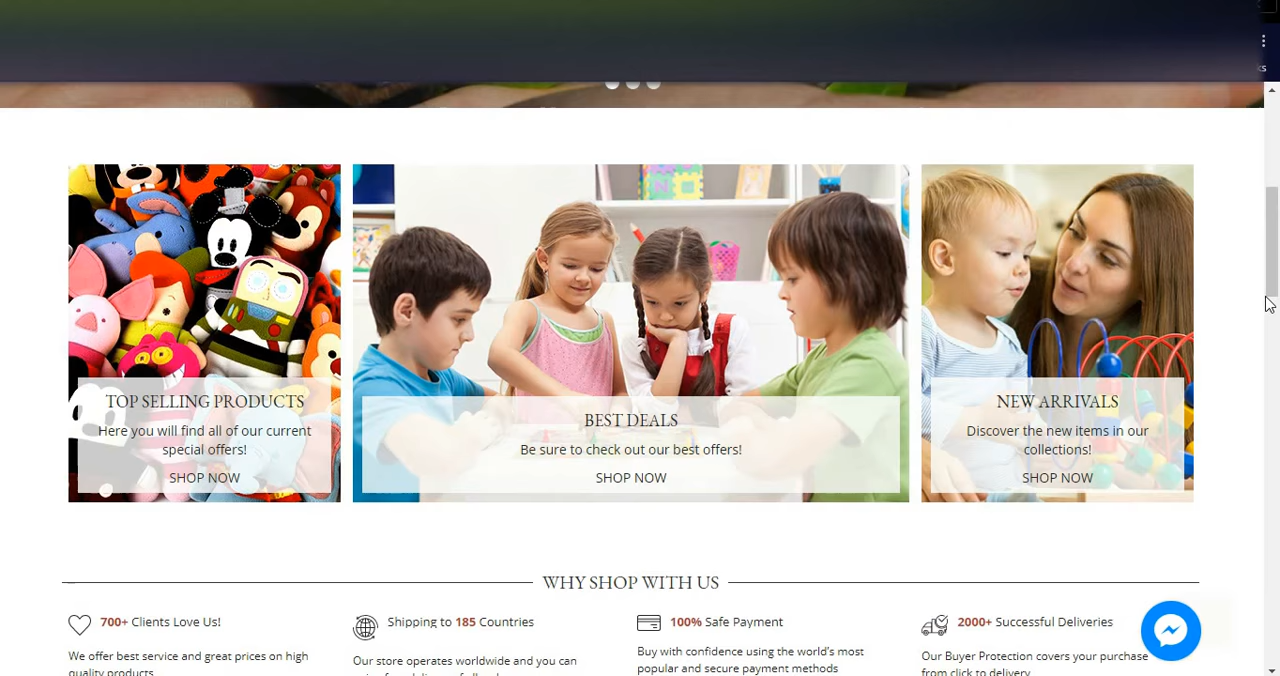 TOP SELLING PRODUCTS
Here you will find all of our current
special offers!
SHOP NOW
BEST DEALS
Be sure to check out our best offers!
SHOP NOW
NEW ARRIVALS
Discover the new items in our
collections!
SHOP NOW
WHY SHOP WITH US
700+ Clients Love Us!
We offer best service and great prices on high
quality products
Shipping to 185 Countries
Our store operates worldwide and you can
100% Safe Payment
Buy with confidence using the world's most
popular and secure payment methods
2000+ Successful Deliveries
Our Buyer Protection covers your purchase
from click to delivery